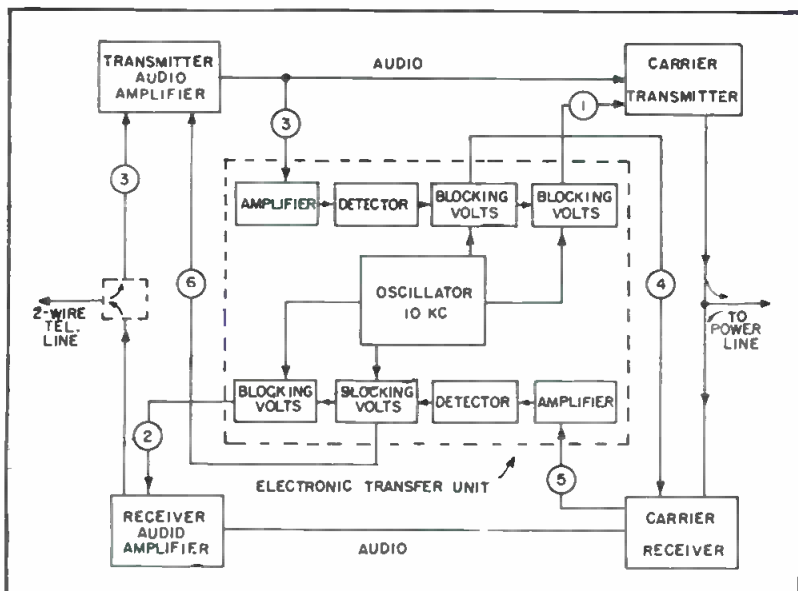 TRANSMITTER
AUDIO
AMPLIFIER
AUDIO
CARRIER
TRANSMITTER
1
3
3
AMPLIFIER
DETECTOR
BLOCKING
VOLTS
BLOCKING
VOLTS
6
OSCILLATOR
10 KC
4
2-WIRE
TEL.
LINE
TO
POWER
LINE
BLOCKING
VOLTS
BLOCKING
VOLTS
DETECTOR
AMPLIFIER
2
5
ELECTRONIC TRANSFER UNIT
RECEIVER
AUDIO
AMPLIFIER
AUDIO
CARRIER
RECEIVER